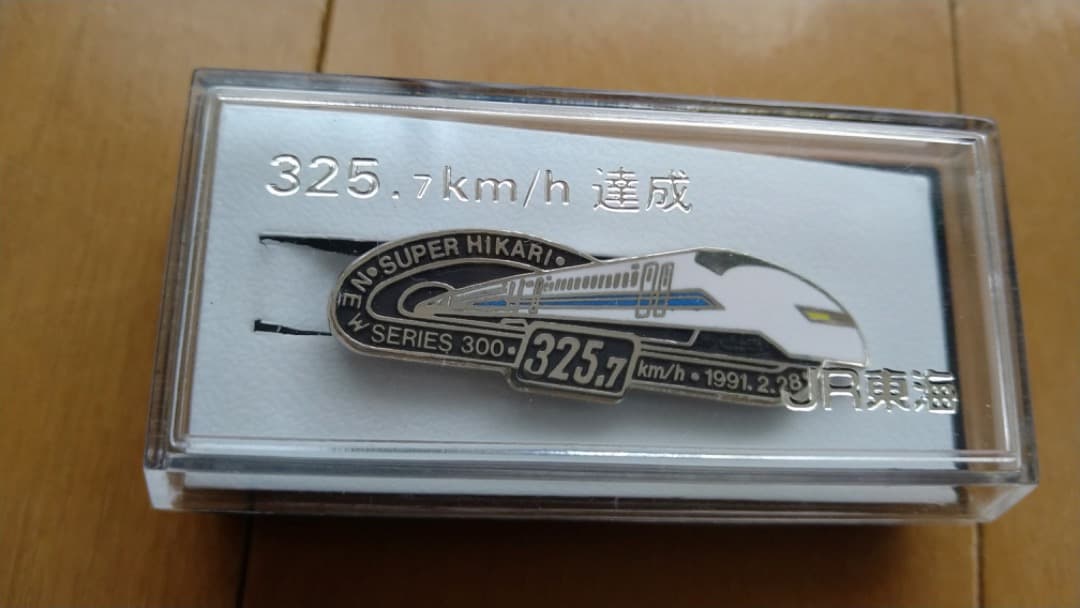 325.7km/h 達成
NEW • SUPER HIKARI •
SERIES 300 •
325.7
km/h • 1991.2.28
JR東海